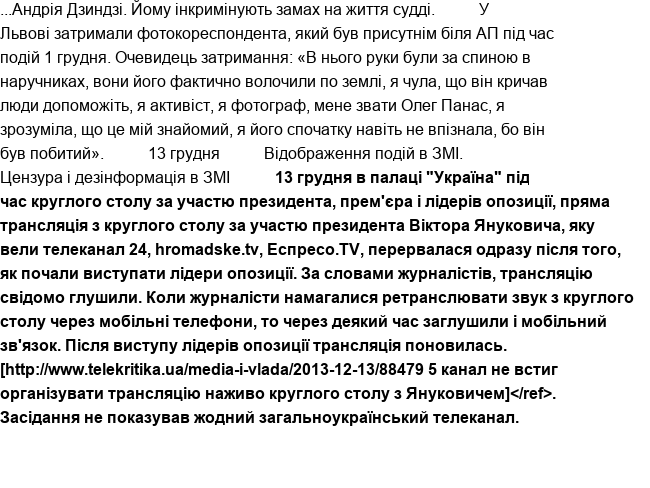 ...Андрія Дзиндзі. Йому інкримінують замах на життя судді. У
Львові затримали фотокореспондента, який був присутнім біля АП під час
подій 1 грудня. Очевидець затримання: «В нього руки були за спиною в
наручниках, вони його фактично волочили по землі, я чула, що він кричав
люди допоможіть, я активіст, я фотограф, мене звати Олег Панас, я
зрозуміла, що це мій знайомий, я його спочатку навіть не впізнала, бо він
був побитий». 13 грудня Відображення подій в ЗМІ.
Цензура і дезінформація в ЗМІ 13 грудня в палаці "Україна" під
час круглого столу за участю президента, прем'єра і лідерів опозиції, пряма
трансляція з круглого столу за участю президента Віктора Януковича, яку
вели телеканал 24, hromadske.tv, Еспресо.TV, перервалася одразу після того,
як почали виступати лідери опозиції. За словами журналістів, трансляцію
свідомо глушили. Коли журналісти намагалися ретранслювати звук з круглого
столу через мобільні телефони, то через деякий час заглушили і мобільний
зв'язок. Після виступу лідерів опозиції трансляція поновилась.
[http://www.telekritika.ua/media-i-vlada/2013-12-13/88479 5 канал не встиг
організувати трансляцію наживо круглого столу з Януковичем]</ref>.
Засідання не показував жодний загальноукраїнський телеканал.